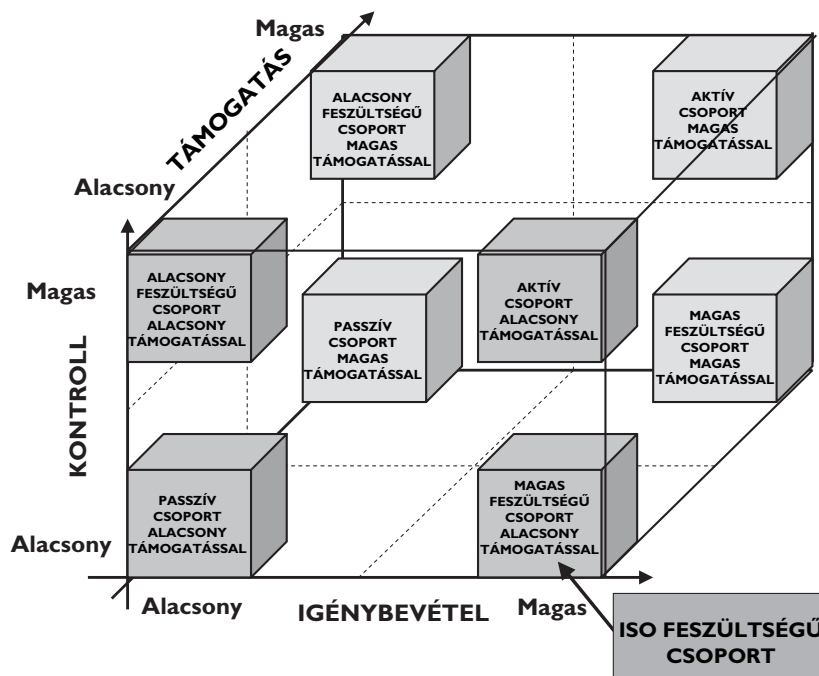 Magas
TÁMOGATÁS
Alacsony
ALACSONY
FESZÜLTSÉGŰ
CSOPORT
MAGAS
TÁMOGATÁSSAL
AKTÍV
CSOPORT
MAGAS
TÁMOGATÁSSAL
Magas
KONTROLL
Alacsony
ALACSONY
FESZÜLTSÉGŰ
CSOPORT
ALACSONY
TÁMOGATÁSSAL
PASSZÍV
CSOPORT
MAGAS
TÁMOGATÁSSAL
AKTÍV
CSOPORT
ALACSONY
TÁMOGATÁSSAL
MAGAS
FESZÜLTSÉGŰ
CSOPORT
MAGAS
TÁMOGATÁSSAL
PASSZÍV
CSOPORT
ALACSONY
TÁMOGATÁSSAL
MAGAS
FESZÜLTSÉGŰ
CSOPORT
ALACSONY
TÁMOGATÁSSAL
Alacsony
IGÉNYBEVÉTEL
Magas
ISO FESZÜLTSÉGŰ
CSOPORT